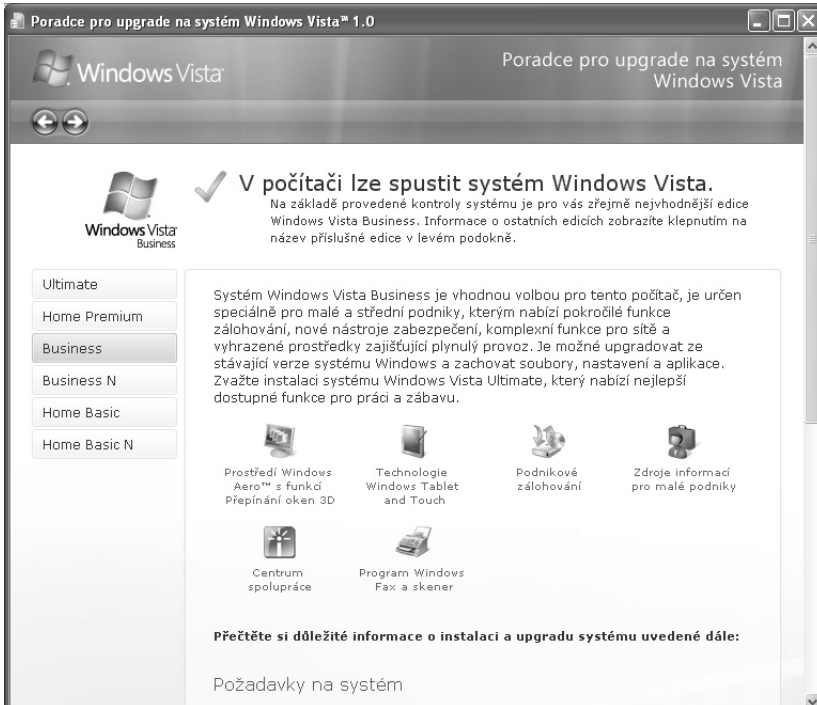 Poradce pro upgrade na systém Windows Vista™ 1.0
Windows Vista™
Poradce pro upgrade na systém
Windows Vista
V počítači lze spustit systém Windows Vista.
Na základě provedené kontroly systému je pro vás zřejmě nejvhodnější edice
Windows Vista Business. Informace o ostatních edicích zobrazíte klepnutím na
název příslušné edice v levém podokně.
Windows Vista™
Business
Ultimate
Home Premium
Business
Business N
Home Basic
Home Basic N
Systém Windows Vista Business je vhodnou volbou pro tento počítač, je určen
speciálně pro malé a střední podniky, kterým nabízí pokročilé funkce
zálohování, nové nástroje zabezpečení, komplexní funkce pro sítě a
vyhrazené prostředky zajišťující plynulý provoz. Je možné upgradovat ze
stávající verze systému Windows a zachovat soubory, nastavení a aplikace.
Zvažte instalaci systému Windows Vista Ultimate, který nabízí nejlepší
dostupné funkce pro práci a zábavu.
Prostředí Windows
Aero™ s funkcí
Přepínání oken 3D
Technologie
Windows Tablet
and Touch
Podnikové
zálohování
Zdroje informací
pro malé podniky
Centrum
spolupráce
Program Windows
Fax a skener
Přečtěte si důležité informace o instalaci a upgradu systému uvedené dále:
Požadavky na systém